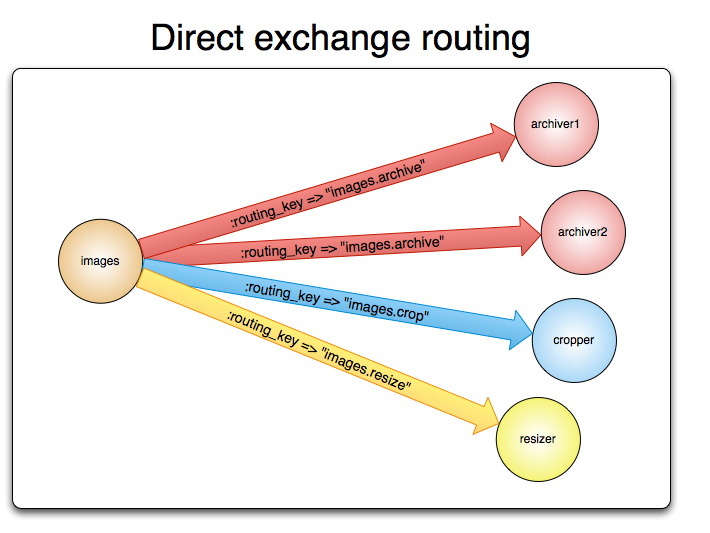 Direct exchange routing
archiver1
:routing_key => "images.archive"
archiver2
:routing_key => "images.archive"
images
:routing_key => "images.crop"
cropper
:routing_key => "images.resize"
resizer